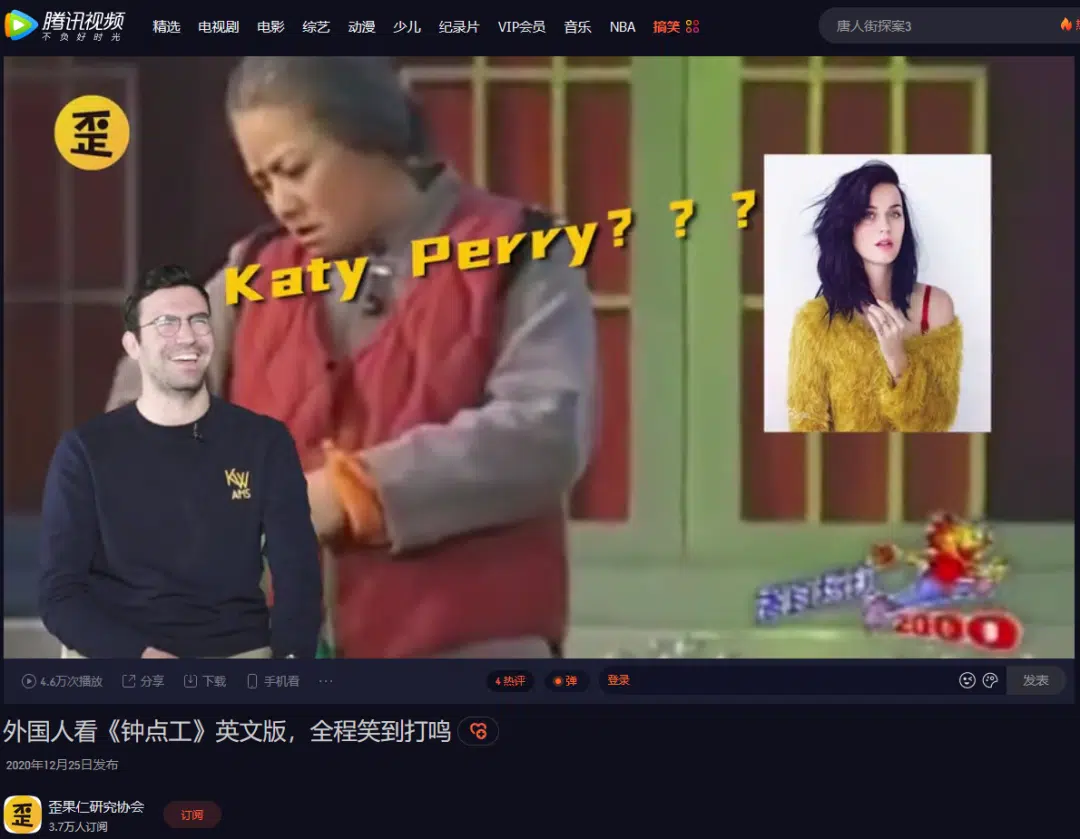 腾讯视频
不负好时光
精选 电视剧 电影 综艺 动漫 少儿 纪录片 VIP会员 音乐 NBA 搞笑
唐人街探案3
歪
Katy Perry? ? ?
KW
AMS
2000
4.6万次播放 分享 下载 手机看 ···
4热评 弹 登录 发表
外国人看《钟点工》英文版，全程笑到打鸣
2020年12月25日发布
歪
歪果仁研究协会
3.7万人订阅
订阅